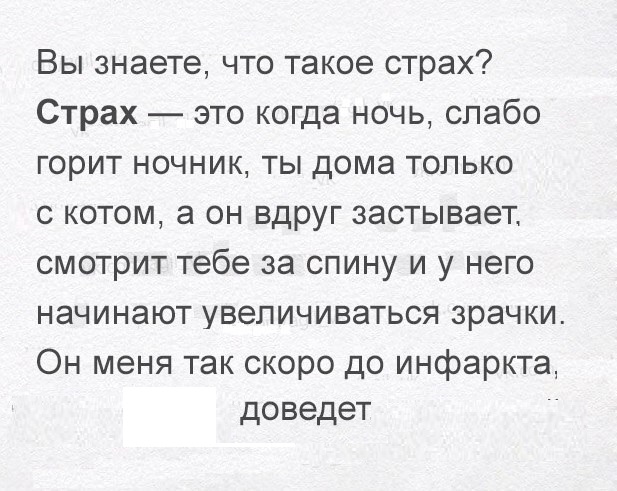 Вы знаете, что такое страх?
Страх — это когда ночь, слабо
горит ночник, ты дома только
с котом, а он вдруг застывает,
смотрит тебе за спину и у него
начинают увеличиваться зрачки.
Он меня так скоро до инфаркта,
доведет